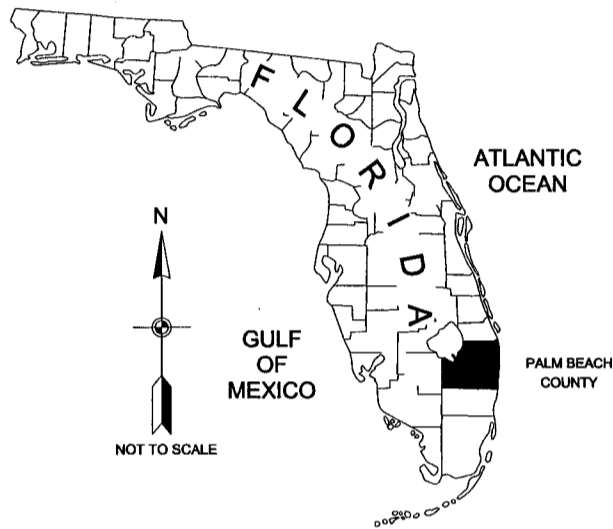 FLORIDA
ATLANTIC
OCEAN
N
GULF
OF
MEXICO
PALM BEACH
COUNTY
NOT TO SCALE